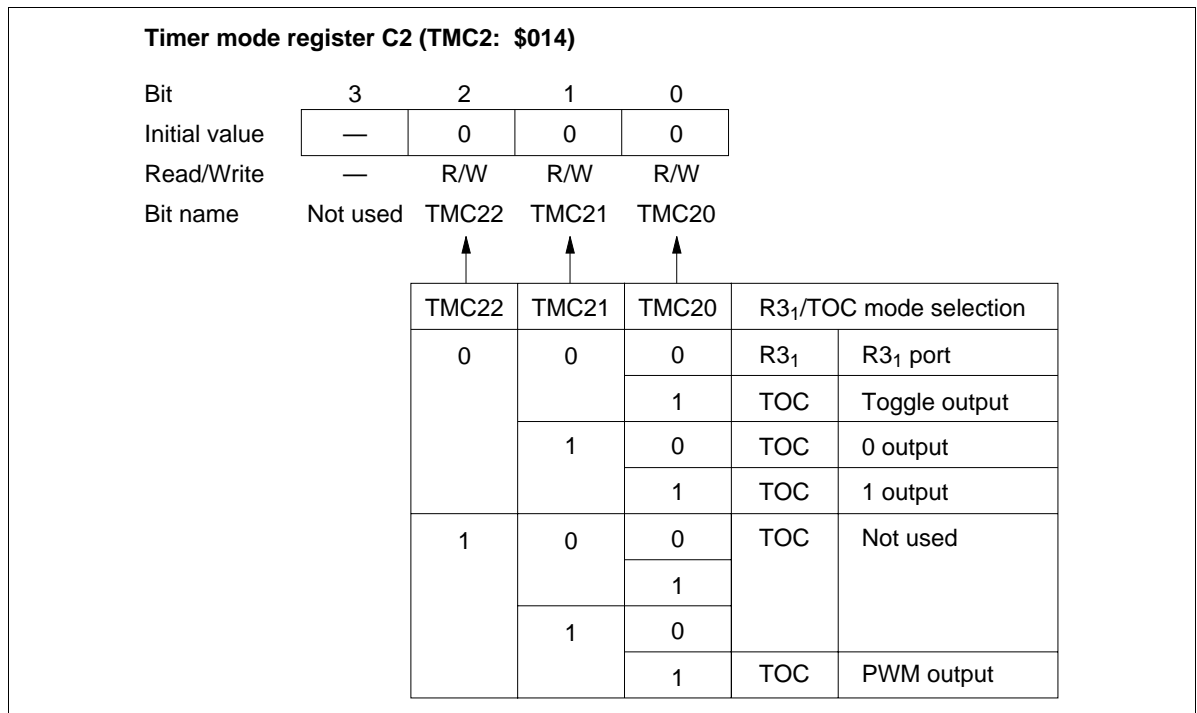 Timer mode register C2 (TMC2: $014)
Bit 3 2 1 0
Initial value — 0 0 0
Read/Write — R/W R/W R/W
Bit name Not used TMC22 TMC21 TMC20
TMC22 TMC21 TMC20 R3₁/TOC mode selection
0 0 0 R3₁ R3₁ port
1 TOC Toggle output
1 0 TOC 0 output
1 TOC 1 output
1 0 0 TOC Not used
1
1 0
1 TOC PWM output